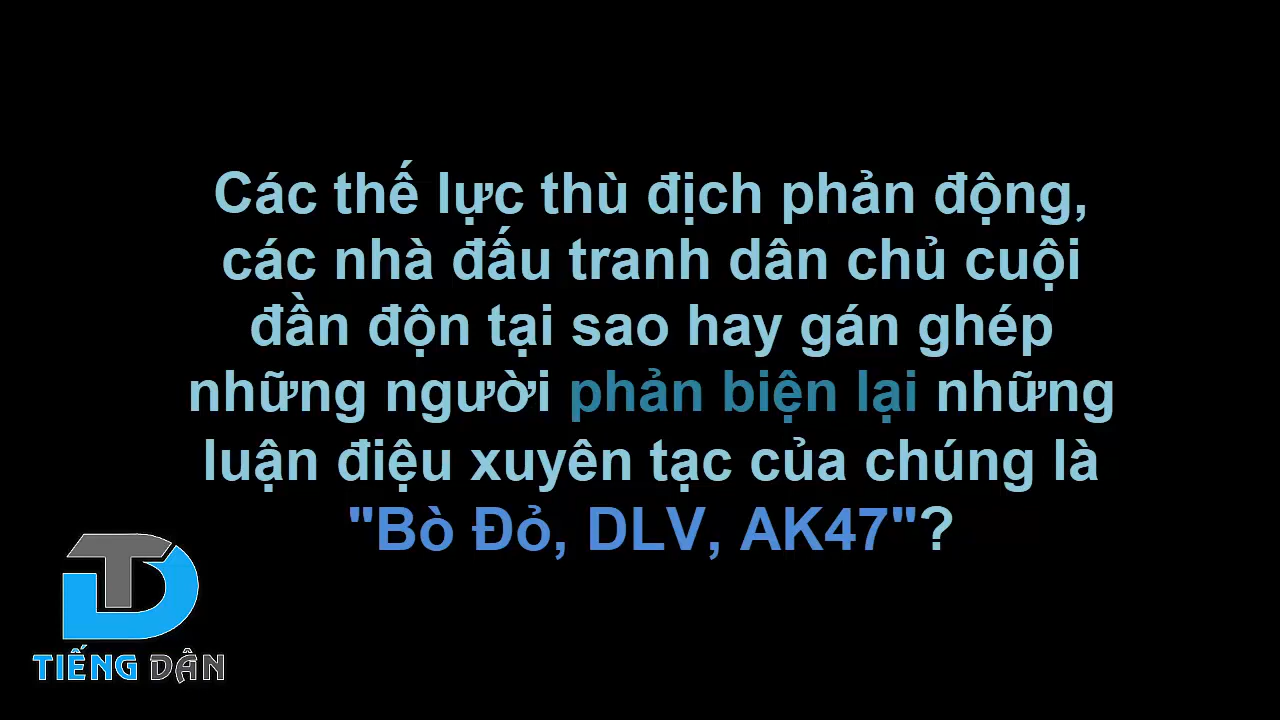 Các thế lực thù địch phản động,
các nhà đấu tranh dân chủ cuội
đần độn tại sao hay gán ghép
những người phản biện lại những
luận điệu xuyên tạc của chúng là
"Bò Đỏ, DLV, AK47"?
TD
TIẾNG DÂN